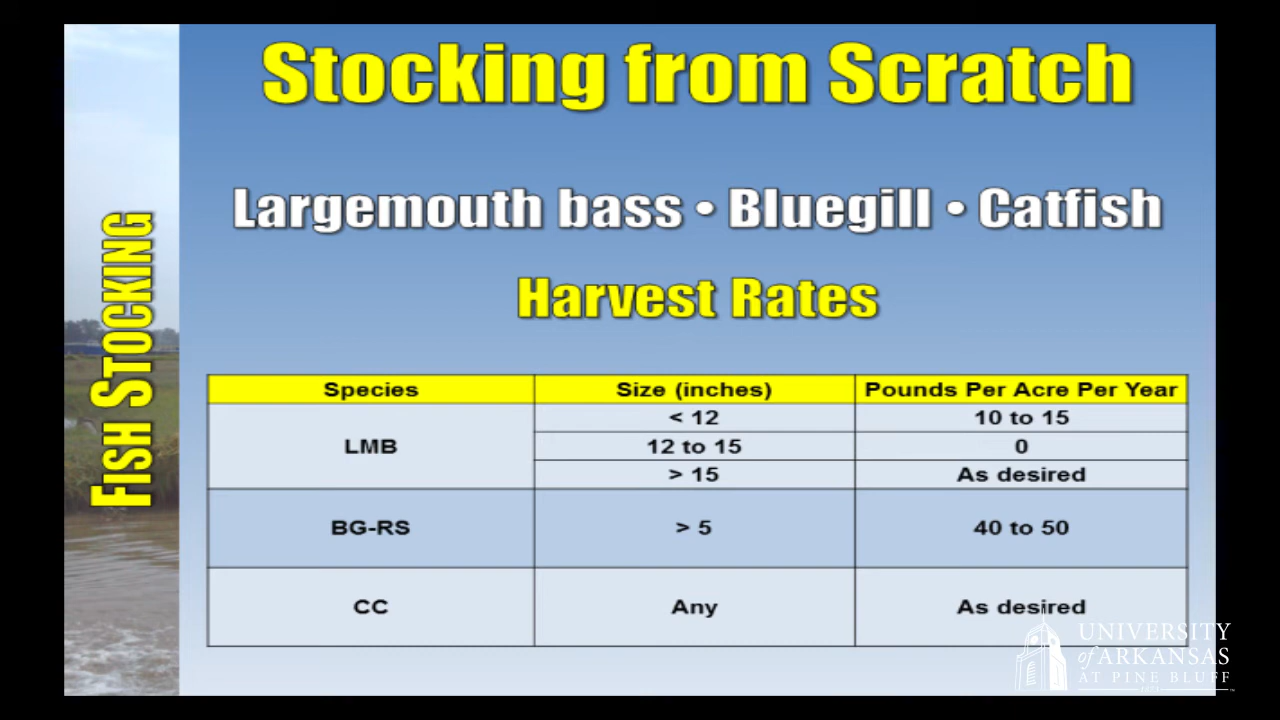 Stocking from Scratch
Largemouth bass • Bluegill • Catfish
Harvest Rates
FISH STOCKING
Species Size (inches) Pounds Per Acre Per Year
LMB
< 12 10 to 15
12 to 15 0
> 15 As desired
BG-RS > 5 40 to 50
CC Any As desired
UNIVERSITY
of ARKANSAS
AT PINE BLUFF